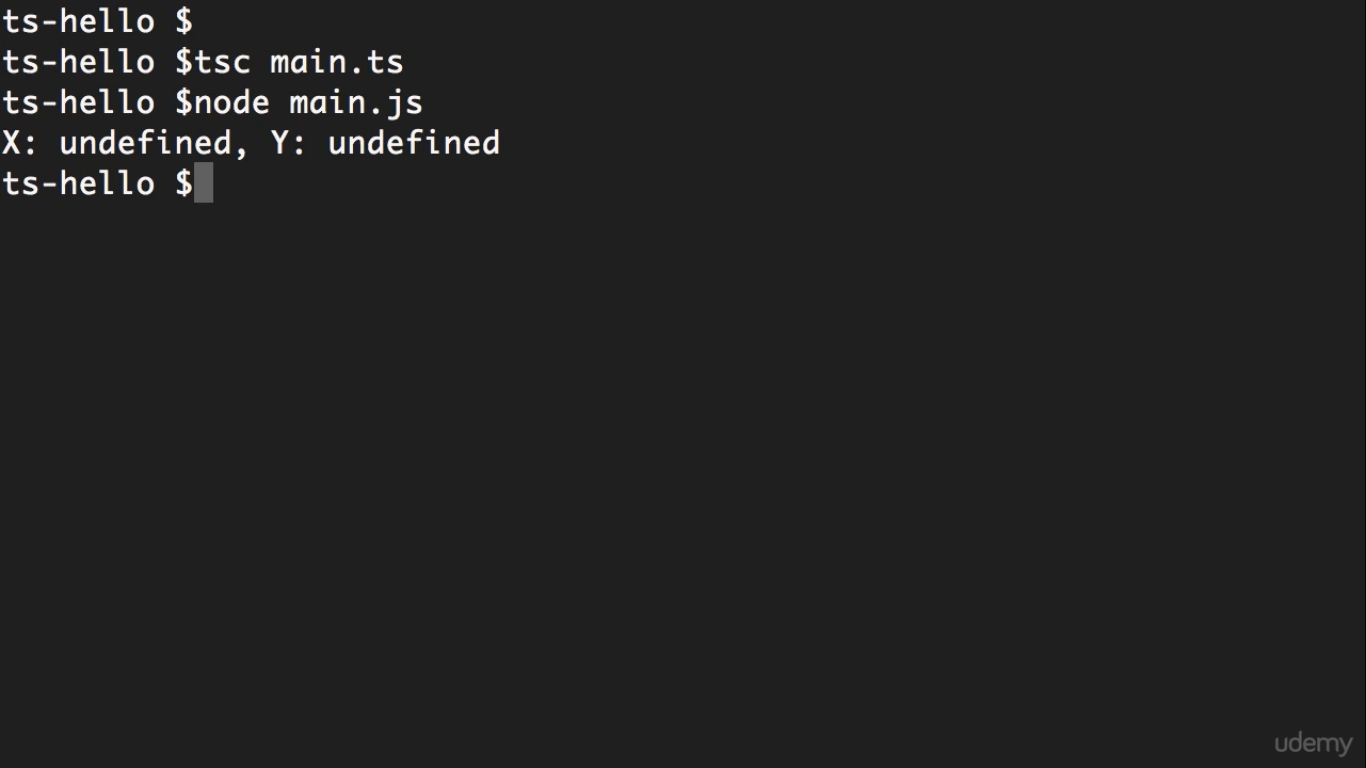 ts-hello $
ts-hello $tsc main.ts
ts-hello $node main.js
X: undefined, Y: undefined
ts-hello $
udemy